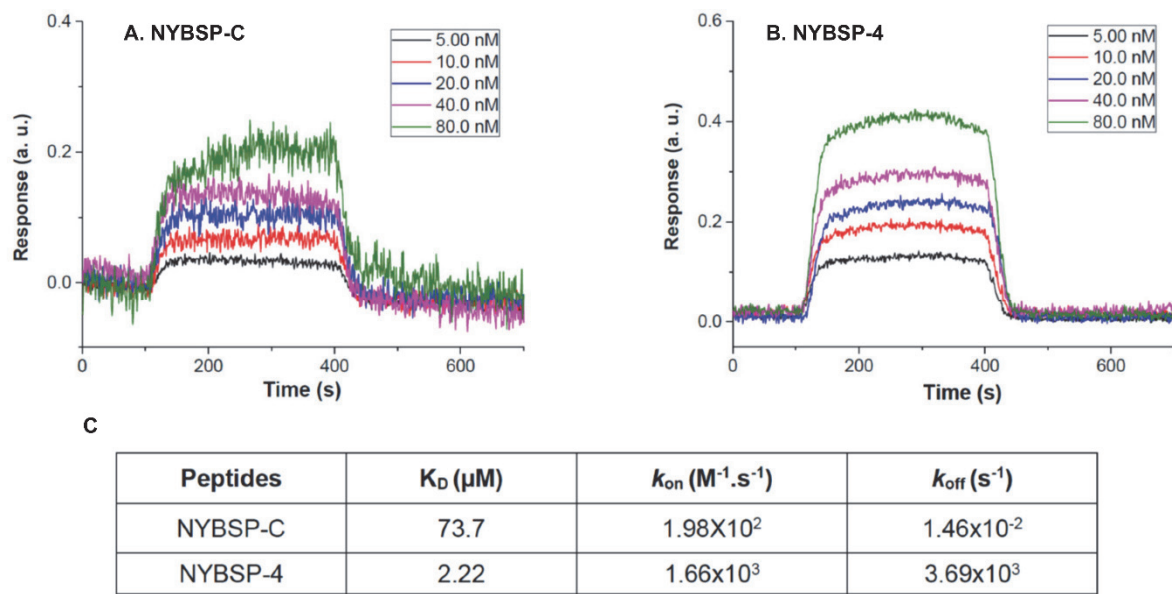 A. NYBSP-C
5.00 nM
10.0 nM
20.0 nM
40.0 nM
80.0 nM
0.4
0.2
0.0
Response (a. u.)
0 200 400 600
Time (s)
B. NYBSP-4
5.00 nM
10.0 nM
20.0 nM
40.0 nM
80.0 nM
0.6
0.4
0.2
0.0
Response (a. u.)
0 200 400 600
Time (s)
C
Peptides K_D (µM) k_on (M⁻¹.s⁻¹) k_off (s⁻¹)
NYBSP-C 73.7 1.98X10² 1.46x10⁻²
NYBSP-4 2.22 1.66x10³ 3.69x10³